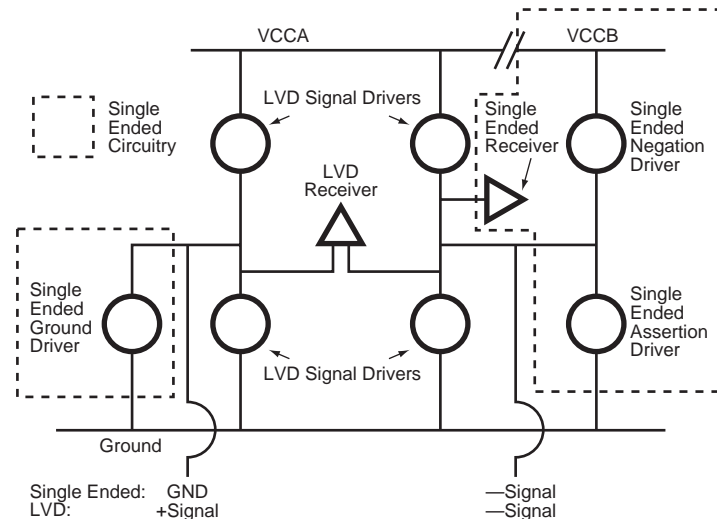 VCCA
VCCB
Single
Ended
Circuitry
LVD Signal Drivers
Single
Ended
Receiver
Single
Ended
Negation
Driver
LVD
Receiver
Single
Ended
Ground
Driver
Single
Ended
Assertion
Driver
LVD Signal Drivers
Ground
Single Ended: GND —Signal
LVD: +Signal —Signal